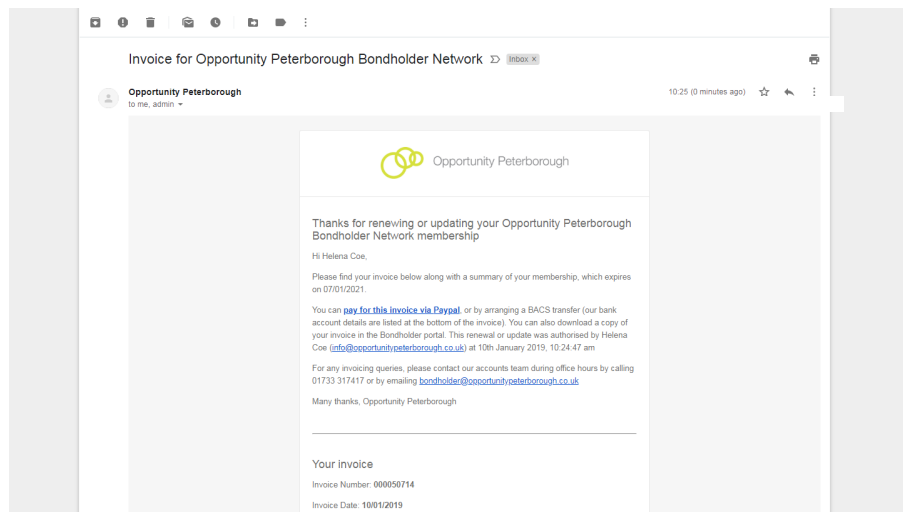 Invoice for Opportunity Peterborough Bondholder Network
Inbox x
Opportunity Peterborough
10:25 (0 minutes ago)
to me, admin
Opportunity Peterborough
Thanks for renewing or updating your Opportunity Peterborough
Bondholder Network membership
Hi Helena Coe,
Please find your invoice below along with a summary of your membership, which expires
on 07/01/2021.
You can pay for this invoice via Paypal, or by arranging a BACS transfer (our bank
account details are listed at the bottom of the invoice). You can also download a copy of
your invoice in the Bondholder portal. This renewal or update was authorised by Helena
Coe (info@opportunitypeterborough.co.uk) at 10th January 2019, 10:24:47 am
For any invoicing queries, please contact our accounts team during office hours by calling
01733 317417 or by emailing bondholder@opportunitypeterborough.co.uk
Many thanks, Opportunity Peterborough
Your invoice
Invoice Number: 000050714
Invoice Date: 10/01/2019